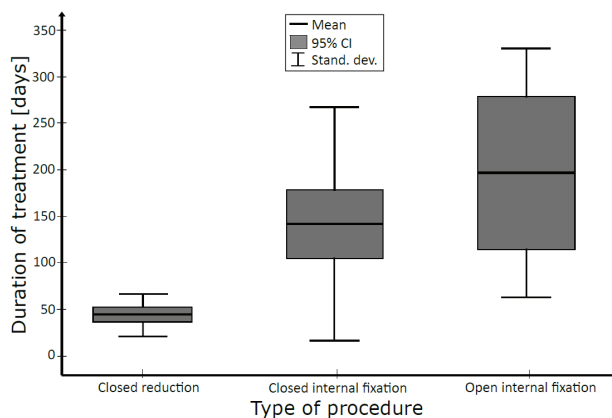 Mean
95% CI
Stand. dev.
Duration of treatment [days]
350
300
250
200
150
100
50
0
Closed reduction
Closed internal fixation
Open internal fixation
Type of procedure